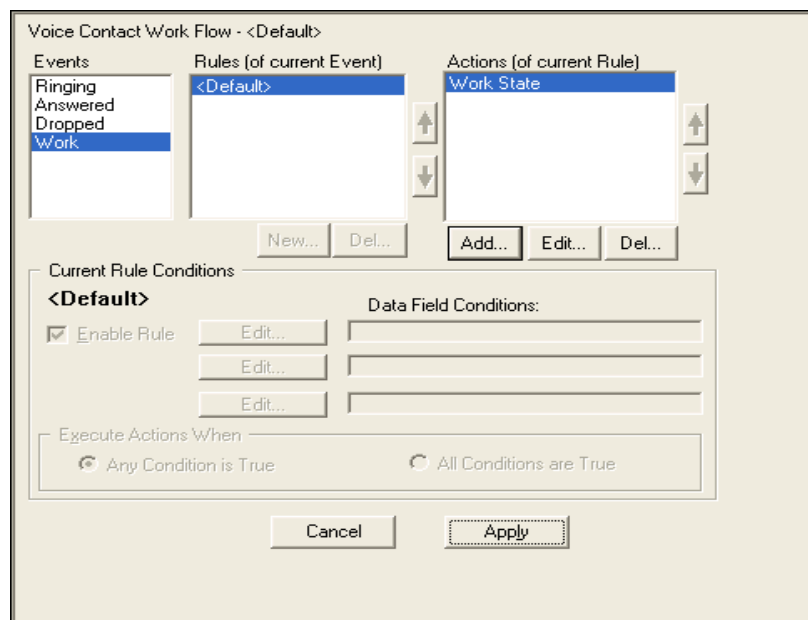 Voice Contact Work Flow - <Default>
Events
Rules (of current Event)
Actions (of current Rule)
Ringing
Answered
Dropped
Work
<Default>
Work State
New...
Del...
Add...
Edit...
Del...
Current Rule Conditions
<Default>
Data Field Conditions:
Enable Rule
Edit...
Edit...
Edit...
Execute Actions When
Any Condition is True
All Conditions are True
Cancel
Apply